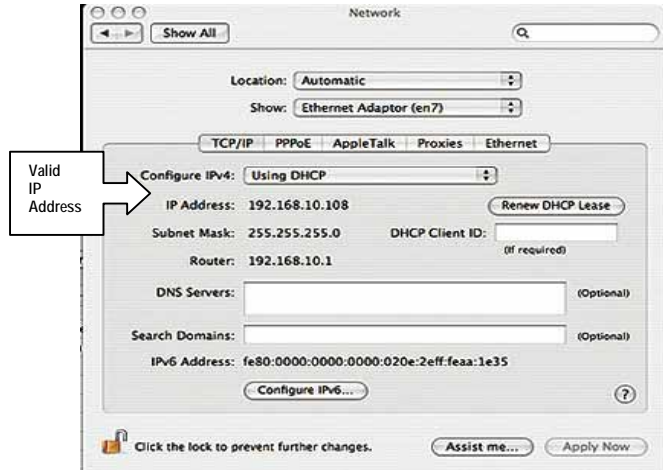 Network
Show All
Location: Automatic
Show: Ethernet Adaptor (en7)
TCP/IP PPPoE AppleTalk Proxies Ethernet
Valid
IP
Address
Configure IPv4: Using DHCP
IP Address: 192.168.10.108 Renew DHCP Lease
Subnet Mask: 255.255.255.0 DHCP Client ID:
(If required)
Router: 192.168.10.1
DNS Servers: (Optional)
Search Domains: (Optional)
IPv6 Address: fe80:0000:0000:0000:020e:2eff:feaa:1e35
Configure IPv6...
?
Click the lock to prevent further changes. Assist me... Apply Now